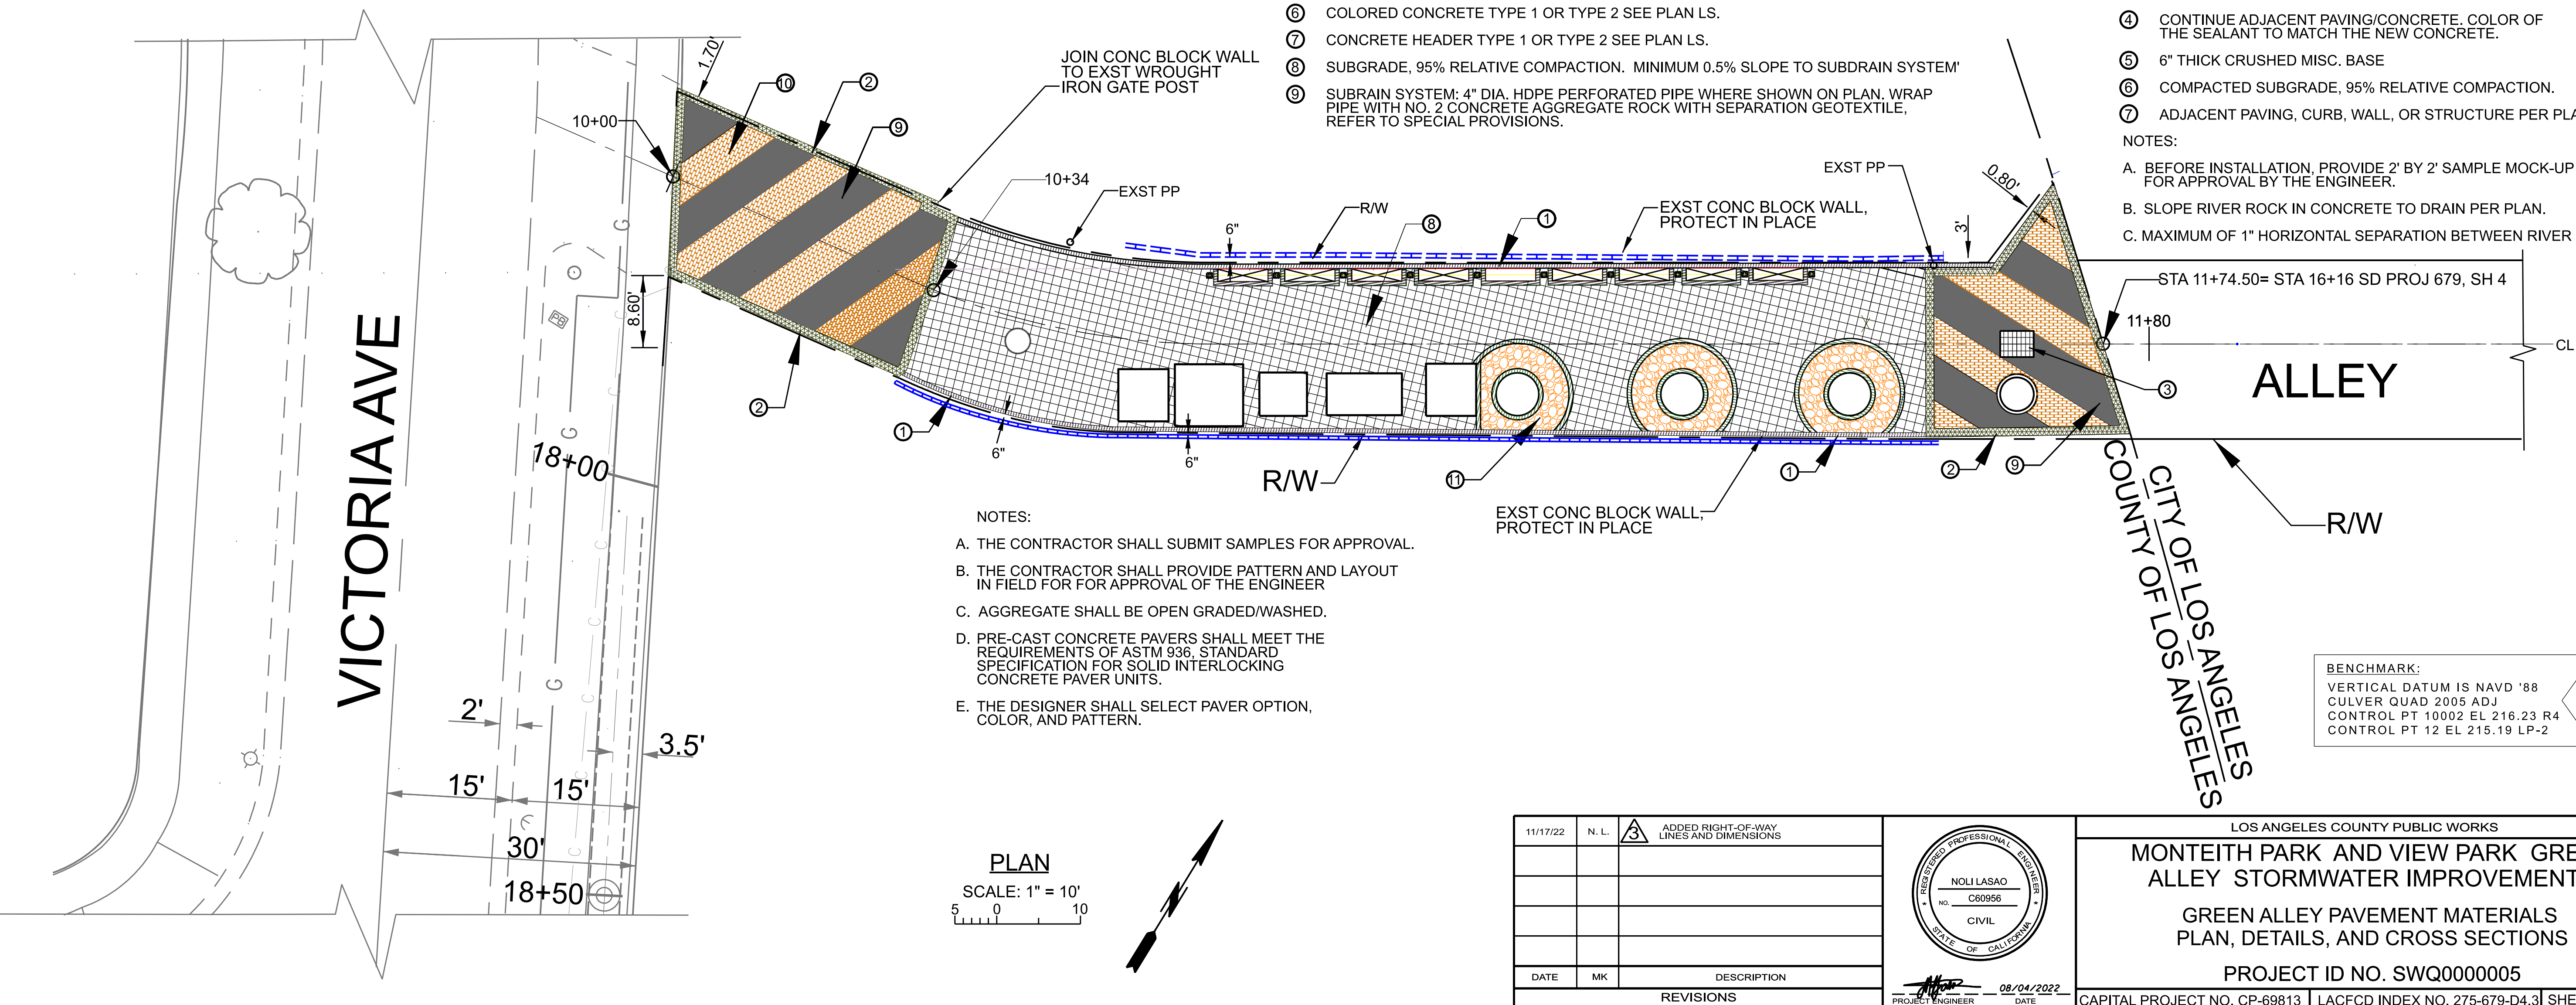 ⑥ COLORED CONCRETE TYPE 1 OR TYPE 2 SEE PLAN LS.
⑦ CONCRETE HEADER TYPE 1 OR TYPE 2 SEE PLAN LS.
⑧ SUBGRADE, 95% RELATIVE COMPACTION. MINIMUM 0.5% SLOPE TO SUBDRAIN SYSTEM'
⑨ SUBRAIN SYSTEM: 4" DIA. HDPE PERFORATED PIPE WHERE SHOWN ON PLAN. WRAP
PIPE WITH NO. 2 CONCRETE AGGREGATE ROCK WITH SEPARATION GEOTEXTILE,
REFER TO SPECIAL PROVISIONS.
④ CONTINUE ADJACENT PAVING/CONCRETE. COLOR OF
THE SEALANT TO MATCH THE NEW CONCRETE.
⑤ 6" THICK CRUSHED MISC. BASE
⑥ COMPACTED SUBGRADE, 95% RELATIVE COMPACTION.
⑦ ADJACENT PAVING, CURB, WALL, OR STRUCTURE PER
NOTES:
A. BEFORE INSTALLATION, PROVIDE 2' BY 2' SAMPLE MOCK-UP
FOR APPROVAL BY THE ENGINEER.
B. SLOPE RIVER ROCK IN CONCRETE TO DRAIN PER PLAN.
C. MAXIMUM OF 1" HORIZONTAL SEPARATION BETWEEN RIVER
1.70'
⑩
②
⑨
10+00
JOIN CONC BLOCK WALL
TO EXST WROUGHT
IRON GATE POST
10+34
EXST PP
6"
R/W
⑧
①
EXST CONC BLOCK WALL,
PROTECT IN PLACE
EXST PP
3'
0.80'
STA 11+74.50= STA 16+16 SD PROJ 679, SH 4
11+80
CL
ALLEY
③
8.60'
②
①
6"
6"
R/W
⑪
EXST CONC BLOCK WALL,
PROTECT IN PLACE
①
②
⑨
R/W
CITY OF LOS ANGELES
COUNTY OF LOS ANGELES
VICTORIA AVE
G
PB
G
18+00
C
C
C
G
C
2'
3.5'
C
15'
15'
C
30'
18+50
NOTES:
A. THE CONTRACTOR SHALL SUBMIT SAMPLES FOR APPROVAL.
B. THE CONTRACTOR SHALL PROVIDE PATTERN AND LAYOUT
IN FIELD FOR FOR APPROVAL OF THE ENGINEER
C. AGGREGATE SHALL BE OPEN GRADED/WASHED.
D. PRE-CAST CONCRETE PAVERS SHALL MEET THE
REQUIREMENTS OF ASTM 936, STANDARD
SPECIFICATION FOR SOLID INTERLOCKING
CONCRETE PAVER UNITS.
E. THE DESIGNER SHALL SELECT PAVER OPTION,
COLOR, AND PATTERN.
BENCHMARK:
VERTICAL DATUM IS NAVD '88
CULVER QUAD 2005 ADJ
CONTROL PT 10002 EL 216.23 R4
CONTROL PT 12 EL 215.19 LP-2
PLAN
SCALE: 1" = 10'
5 0 10
11/17/22 N. L. 3 ADDED RIGHT-OF-WAY
LINES AND DIMENSIONS
DATE MK DESCRIPTION
REVISIONS
REGISTERED PROFESSIONAL ENGINEER
NOLI LASAO
NO. C60956
CIVIL
STATE OF CALIFORNIA
08/04/2022
PROJECT ENGINEER DATE
LOS ANGELES COUNTY PUBLIC WORKS
MONTEITH PARK AND VIEW PARK
ALLEY STORMWATER IMPROVEMENT
GREEN ALLEY PAVEMENT MATERIALS
PLAN, DETAILS, AND CROSS SECTIONS
PROJECT ID NO. SWQ0000005
CAPITAL PROJECT NO. CP-69813 LACFCD INDEX NO. 275-679-D4.3